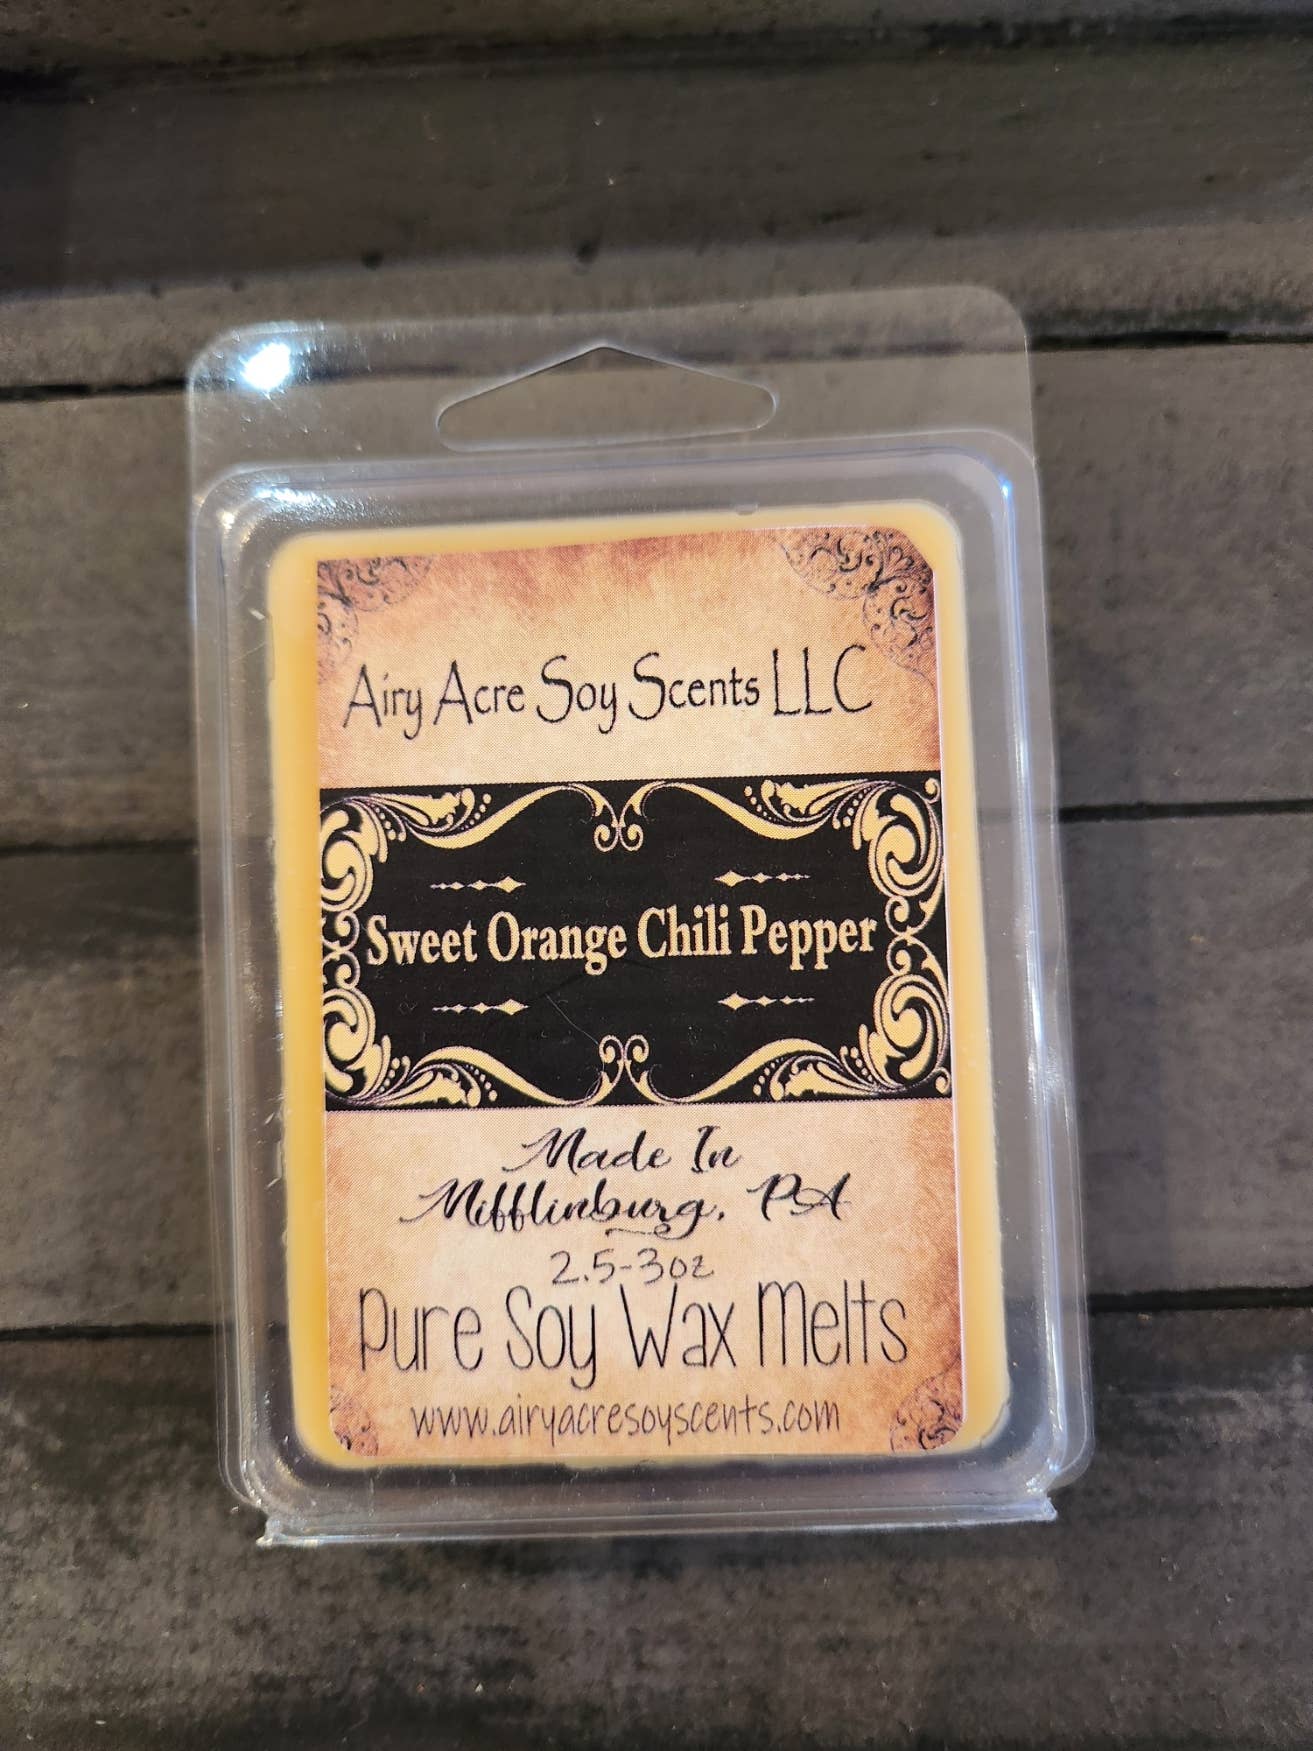 Airy Acre Soy Scents LLC
Sweet Orange Chili Pepper
Made In
Mifflinburg, PA
2.5-3oz
Pure Soy Wax Melts
www.airyacresoyscents.com